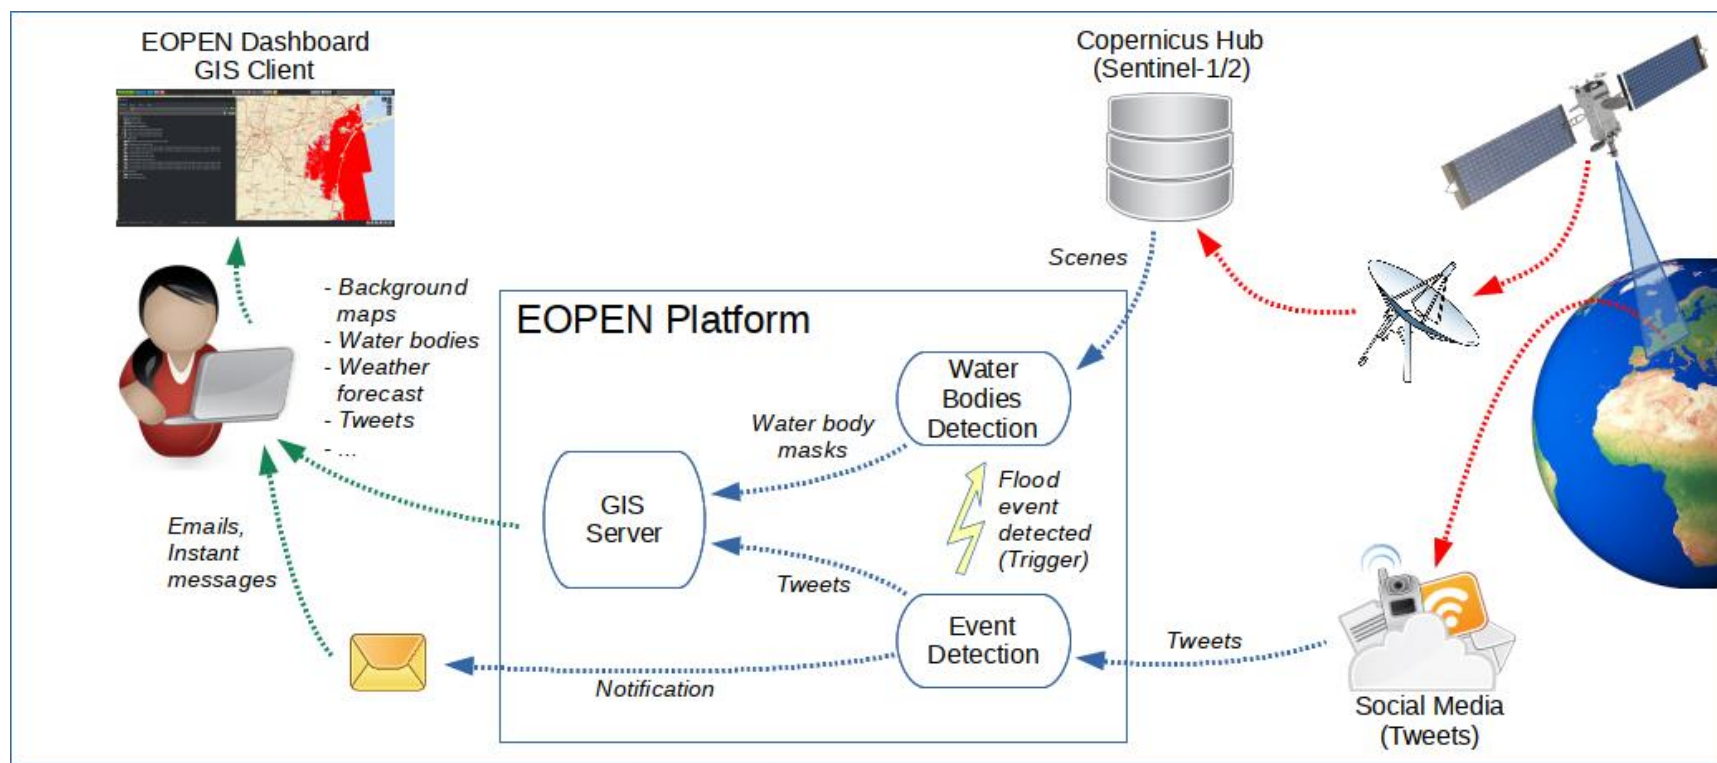 EOPEN Dashboard
GIS Client
Copernicus Hub
(Sentinel-1/2)
Scenes
- Background
maps
- Water bodies
- Weather
forecast
- Tweets
- ...
EOPEN Platform
Water
Bodies
Detection
Water body
masks
GIS
Server
Flood
event
detected
(Trigger)
Emails,
Instant
messages
Tweets
Event
Detection
Tweets
Notification
Social Media
(Tweets)